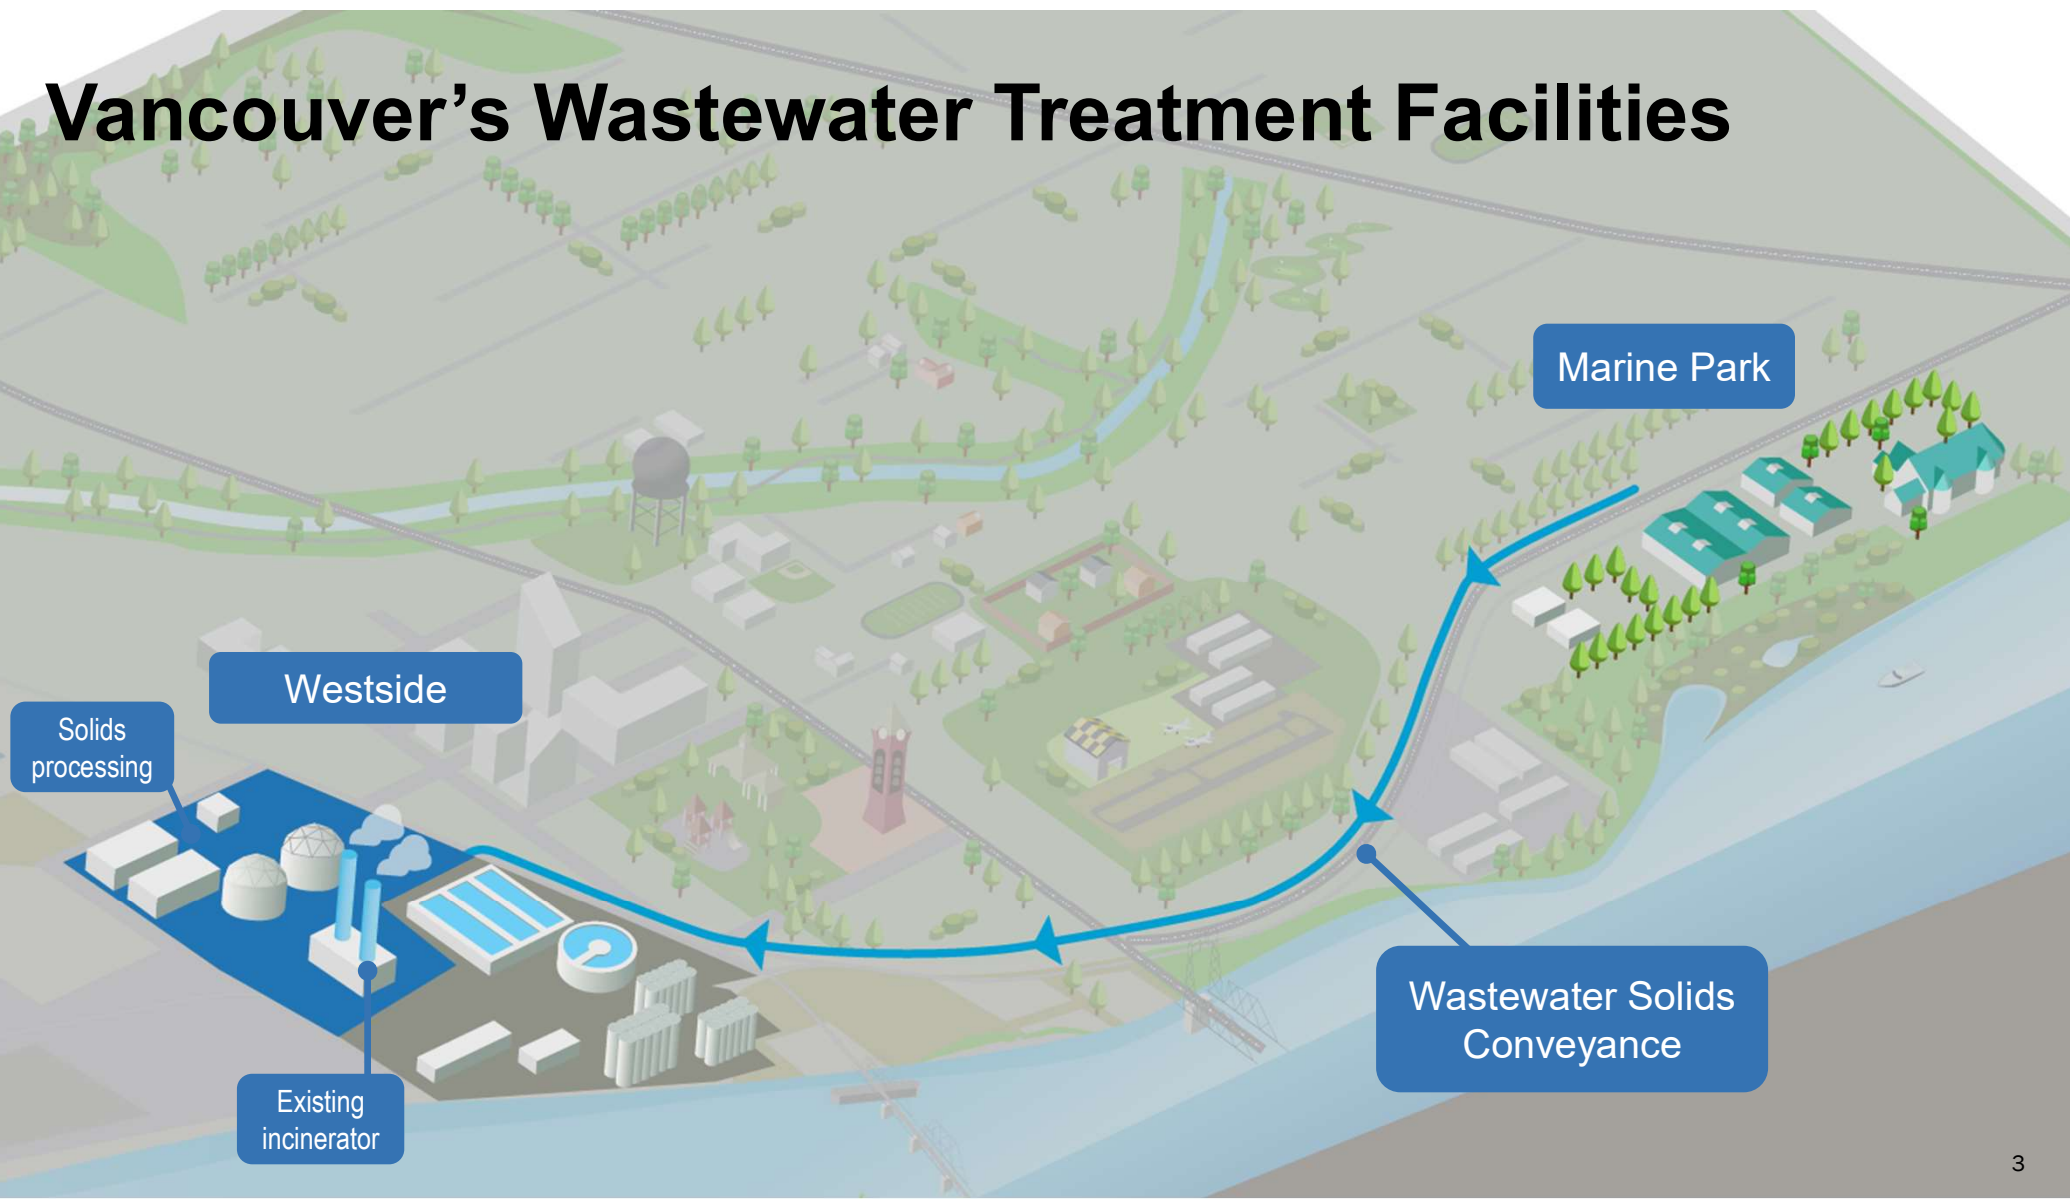 Vancouver’s Wastewater Treatment Facilities
Marine Park
Westside
Solids
processing
Wastewater Solids
Conveyance
Existing
incinerator
3